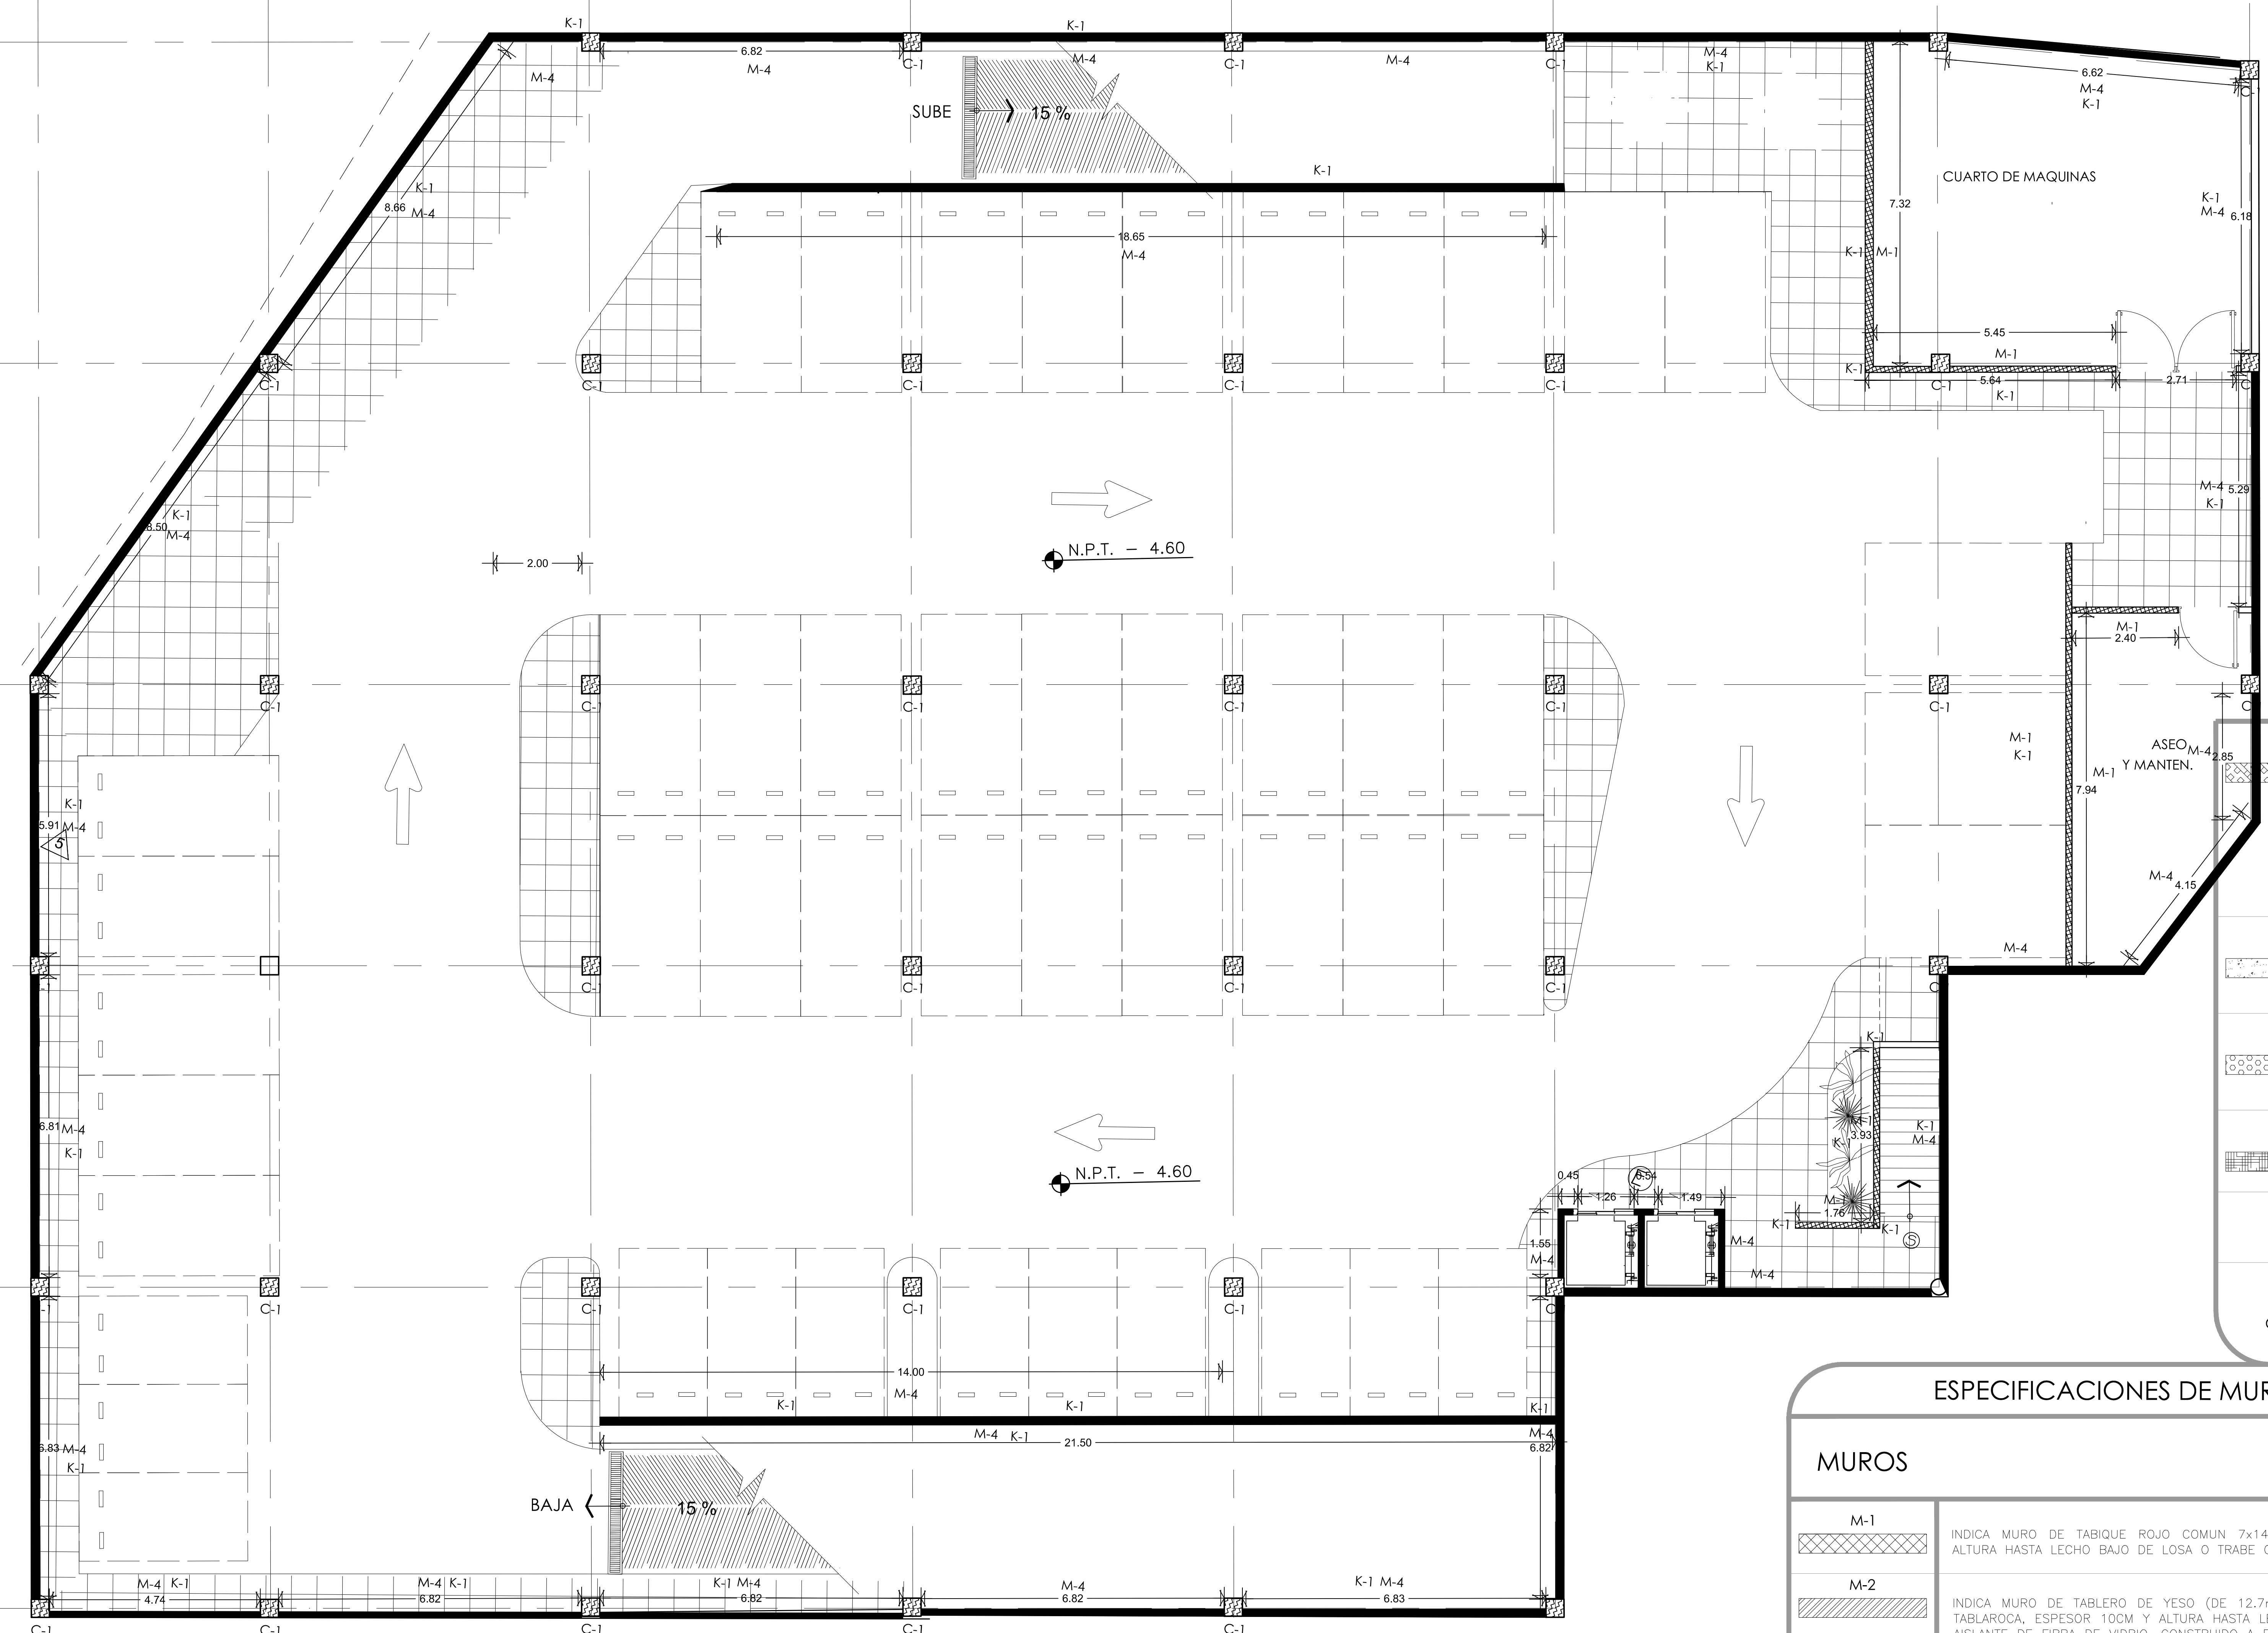 K-1
K-1
6.82
M-4
M-4
M-4
M-4
M-4
K-1
C-1
C-1
C-1
6.62
M-4
K-1
SUBE
15 %
K-1
CUARTO DE MAQUINAS
K-1
8.66
M-4
7.32
K-1
M-4
6.18
18.65
M-4
K-1
M-1
5.45
M-1
K-1
5.64
2.71
K-1
C-1
C-1
C-1
C-1
C-1
C-1
K-1
8.50
M-4
M-4
5.29
K-1
2.00
N.P.T. – 4.60
M-1
2.40
C-1
C-1
C-1
C-1
C-1
C-1
M-1
K-1
ASEO
Y MANTEN.
M-4
2.85
M-1
7.94
K-1
5.91
M-4
S
M-4
4.15
M-4
C-1
C-1
C-1
C-1
K-1
6.81
M-4
K-1
M-1
3.93
K-1
K-1
M-4
N.P.T. – 4.60
0.45
1.26
E
0.54
1.49
M-1
1.76
K-1
K-1
S
1.55
M-4
M-4
M-4
C-1
C-1
C-1
C-1
14.00
M-4
K-1
K-1
K-1
M-4
K-1
21.50
M-4
6.82
6.83
M-4
K-1
BAJA
15 %
M-4
K-1
4.74
M-4
K-1
6.82
K-1
M-4
6.82
M-4
6.82
K-1
M-4
6.83
C-1
C-1
C-1
C-1
C-1
ESPECIFICACIONES DE
MUROS
M-1
INDICA MURO DE TABIQUE ROJO COMUN 7x14
ALTURA HASTA LECHO BAJO DE LOSA O TRABE
M-2
INDICA MURO DE TABLERO DE YESO (DE
TABLAROCA, ESPESOR 10CM Y ALTURA HASTA